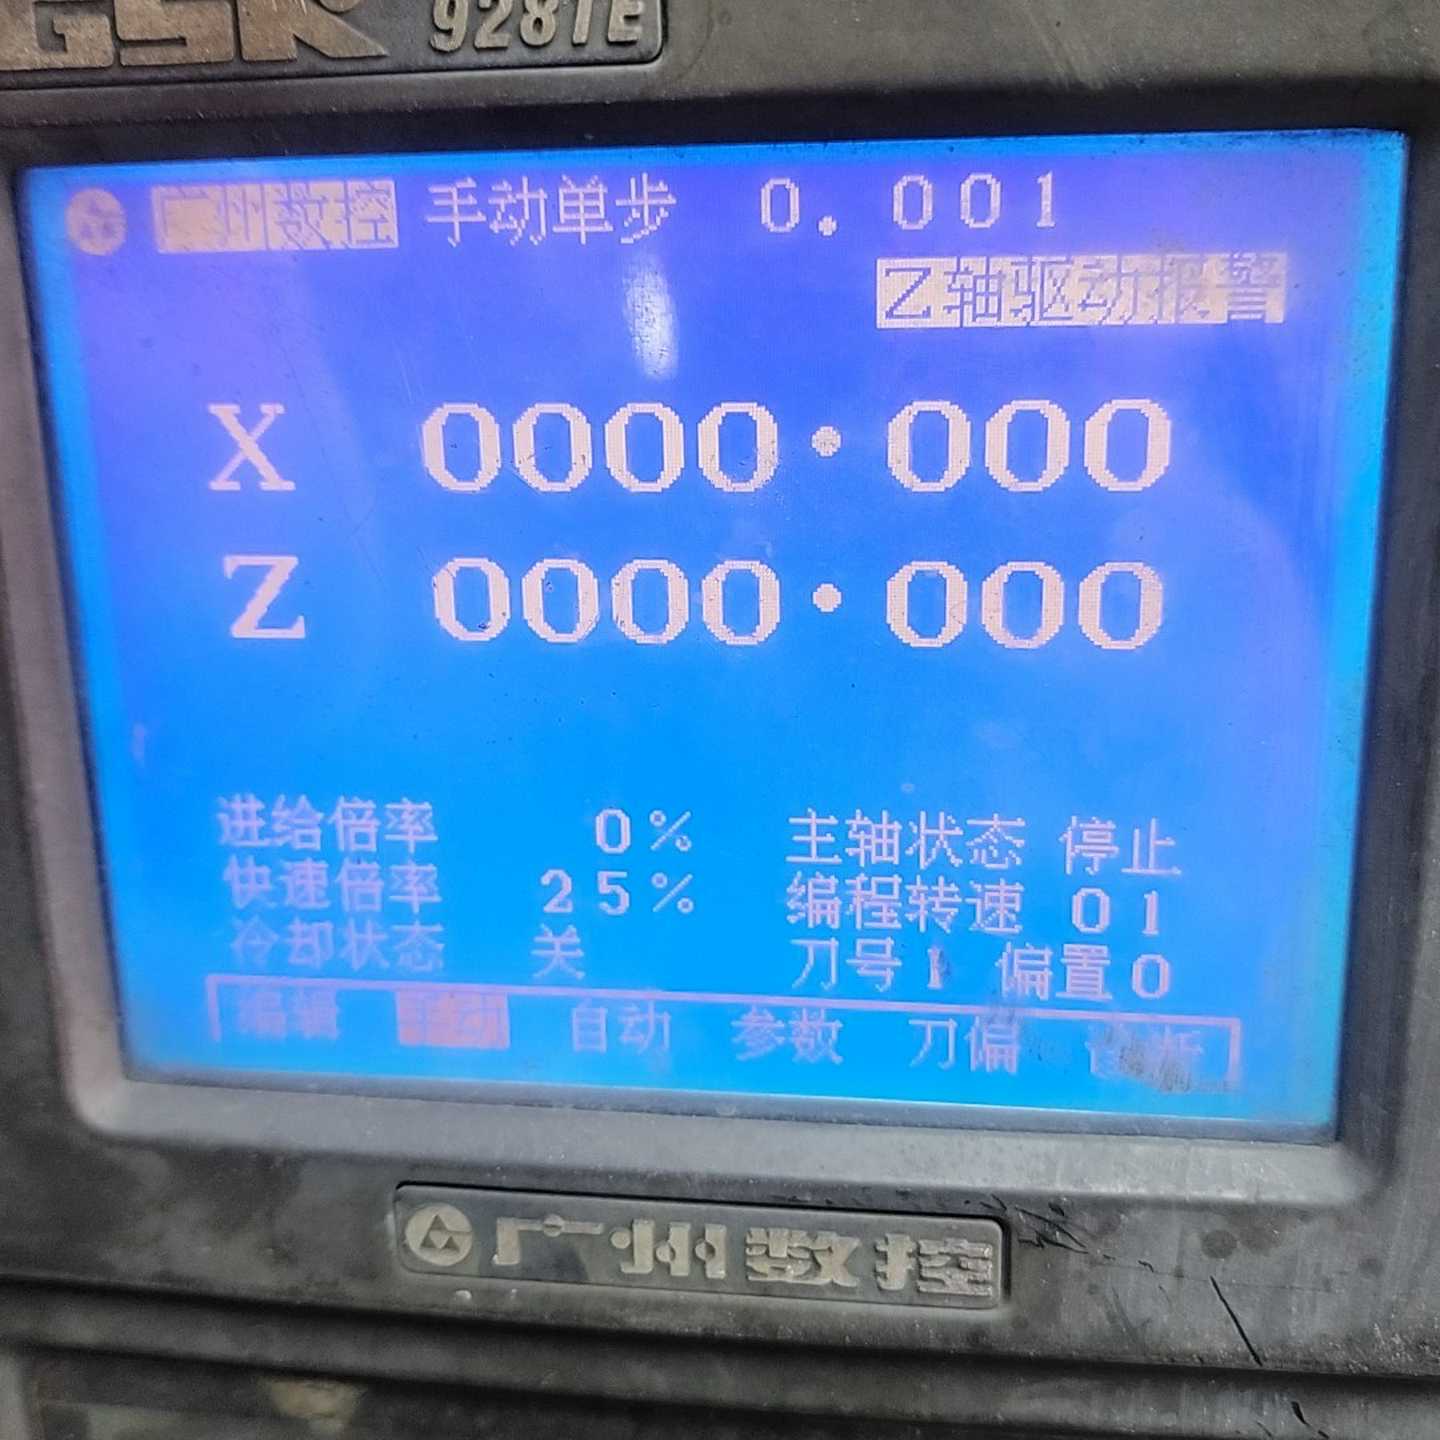 GSK 928TE
广州数控 手动单步 0.001
Z轴驱动报警
X 0000.000
Z 0000.000
进给倍率 0% 主轴状态 停止
快速倍率 25% 编程转速 01
冷却状态 关 刀号 1 偏置 0
编辑 手动 自动 参数 刀偏 诊断
广州数控